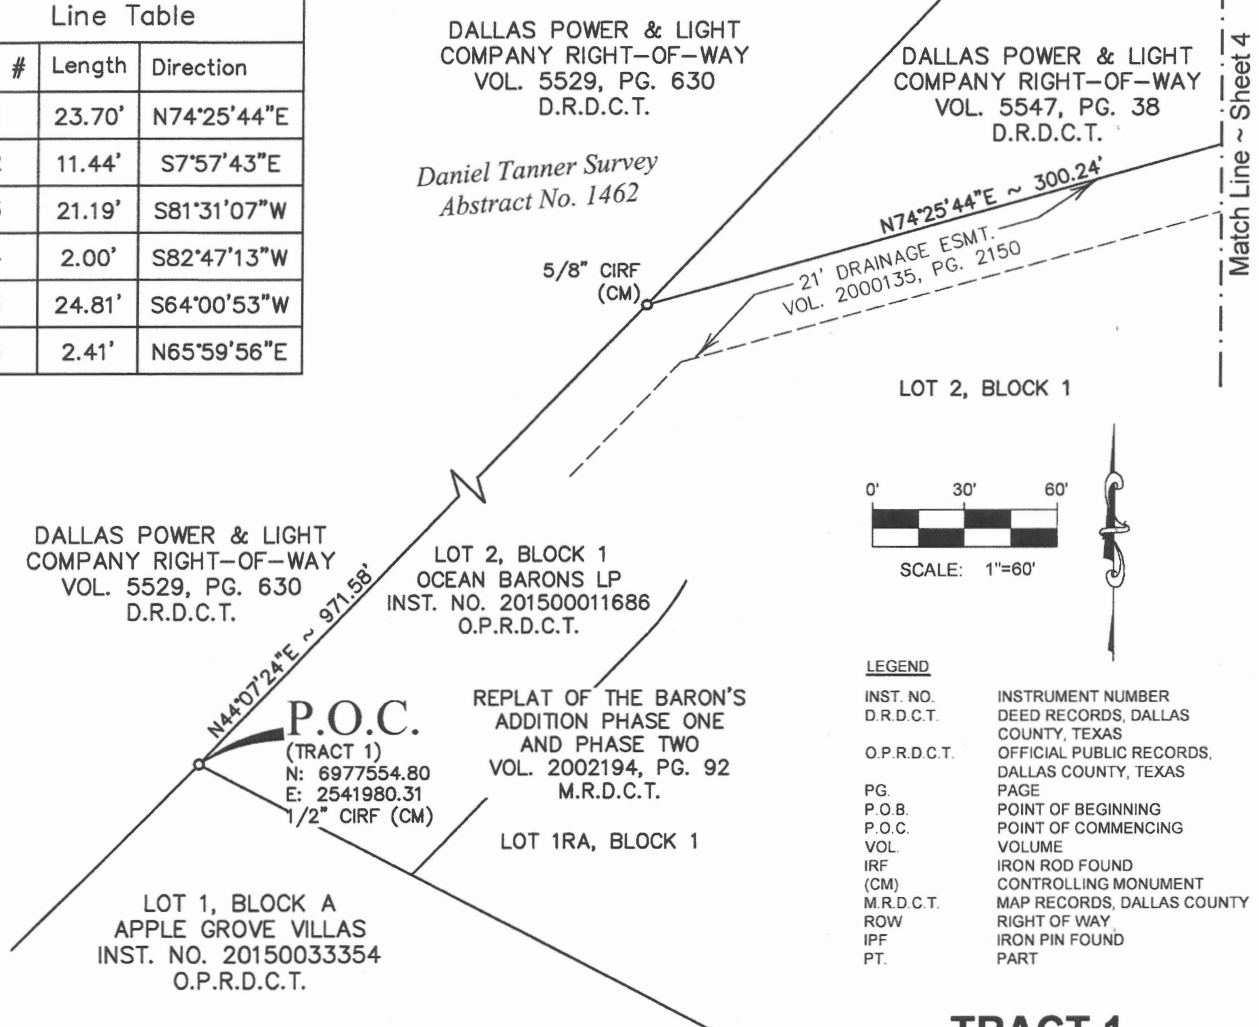 Line Table
# Length Direction
23.70' N74°25'44"E
11.44' S7°57'43"E
21.19' S81°31'07"W
2.00' S82°47'13"W
24.81' S64°00'53"W
2.41' N65°59'56"E
DALLAS POWER & LIGHT
COMPANY RIGHT-OF-WAY
VOL. 5529, PG. 630
D.R.D.C.T.
DALLAS POWER & LIGHT
COMPANY RIGHT-OF-WAY
VOL. 5547, PG. 38
D.R.D.C.T.
Match Line ~ Sheet 4
Daniel Tanner Survey
Abstract No. 1462
N74°25'44"E ~ 300.24'
21' DRAINAGE ESMT.
VOL. 2000135, PG. 2150
5/8" CIRF
(CM)
LOT 2, BLOCK 1
0' 30' 60'
SCALE: 1"=60'
DALLAS POWER & LIGHT
COMPANY RIGHT-OF-WAY
VOL. 5529, PG. 630
D.R.D.C.T.
N44°07'24"E ~ 971.58'
LOT 2, BLOCK 1
OCEAN BARONS LP
INST. NO. 201500011686
O.P.R.D.C.T.
P.O.C.
(TRACT 1)
N: 6977554.80
E: 2541980.31
1/2" CIRF (CM)
REPLAT OF THE BARON'S
ADDITION PHASE ONE
AND PHASE TWO
VOL. 2002194, PG. 92
M.R.D.C.T.
LOT 1RA, BLOCK 1
LOT 1, BLOCK A
APPLE GROVE VILLAS
INST. NO. 20150033354
O.P.R.D.C.T.
LEGEND
INST. NO. INSTRUMENT NUMBER
D.R.D.C.T. DEED RECORDS, DALLAS
COUNTY, TEXAS
O.P.R.D.C.T. OFFICIAL PUBLIC RECORDS,
DALLAS COUNTY, TEXAS
PG. PAGE
P.O.B. POINT OF BEGINNING
P.O.C. POINT OF COMMENCING
VOL. VOLUME
IRF IRON ROD FOUND
(CM) CONTROLLING MONUMENT
M.R.D.C.T. MAP RECORDS, DALLAS COUNTY
ROW RIGHT OF WAY
IPF IRON PIN FOUND
PT. PART
TRACT 1